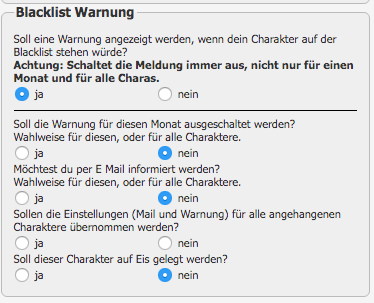 Blacklist Warnung
Soll eine Warnung angezeigt werden, wenn dein Charakter auf der
Blacklist stehen würde?
Achtung: Schaltet die Meldung immer aus, nicht nur für einen
Monat und für alle Charas.
ja nein
Soll die Warnung für diesen Monat ausgeschaltet werden?
Wahlweise für diesen, oder für alle Charaktere.
ja nein
Möchtest du per E Mail informiert werden?
Wahlweise für diesen, oder für alle Charaktere.
ja nein
Sollen die Einstellungen (Mail und Warnung) für alle angehangenen
Charaktere übernommen werden?
ja nein
Soll dieser Charakter auf Eis gelegt werden?
ja nein